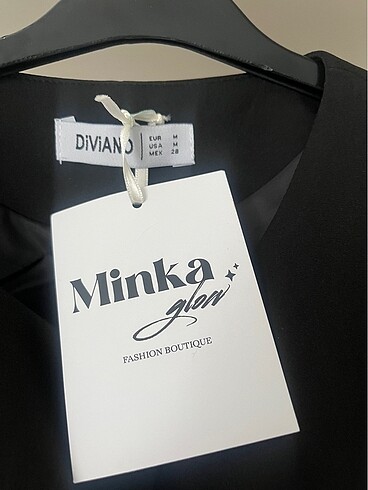 DiViANO
EUR M
USA M
MEX 28
Minka
glow
FASHION BOUTIQUE